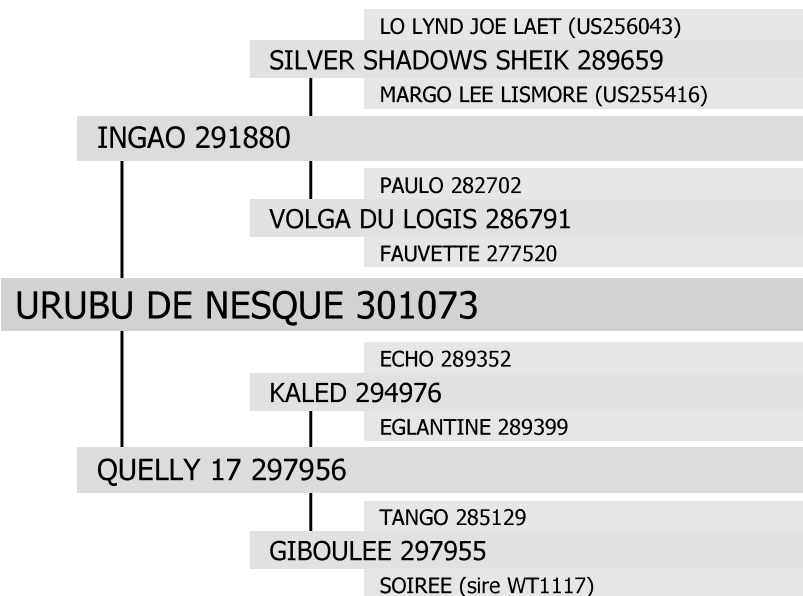 LO LYND JOE LAET (US256043)
SILVER SHADOWS SHEIK 289659
MARGO LEE LISMORE (US255416)
INGAO 291880
PAULO 282702
VOLGA DU LOGIS 286791
FAUVETTE 277520
URUBU DE NESQUE 301073
ECHO 289352
KALED 294976
EGLANTINE 289399
QUELLY 17 297956
TANGO 285129
GIBOULEE 297955
SOIREE (sire WT1117)